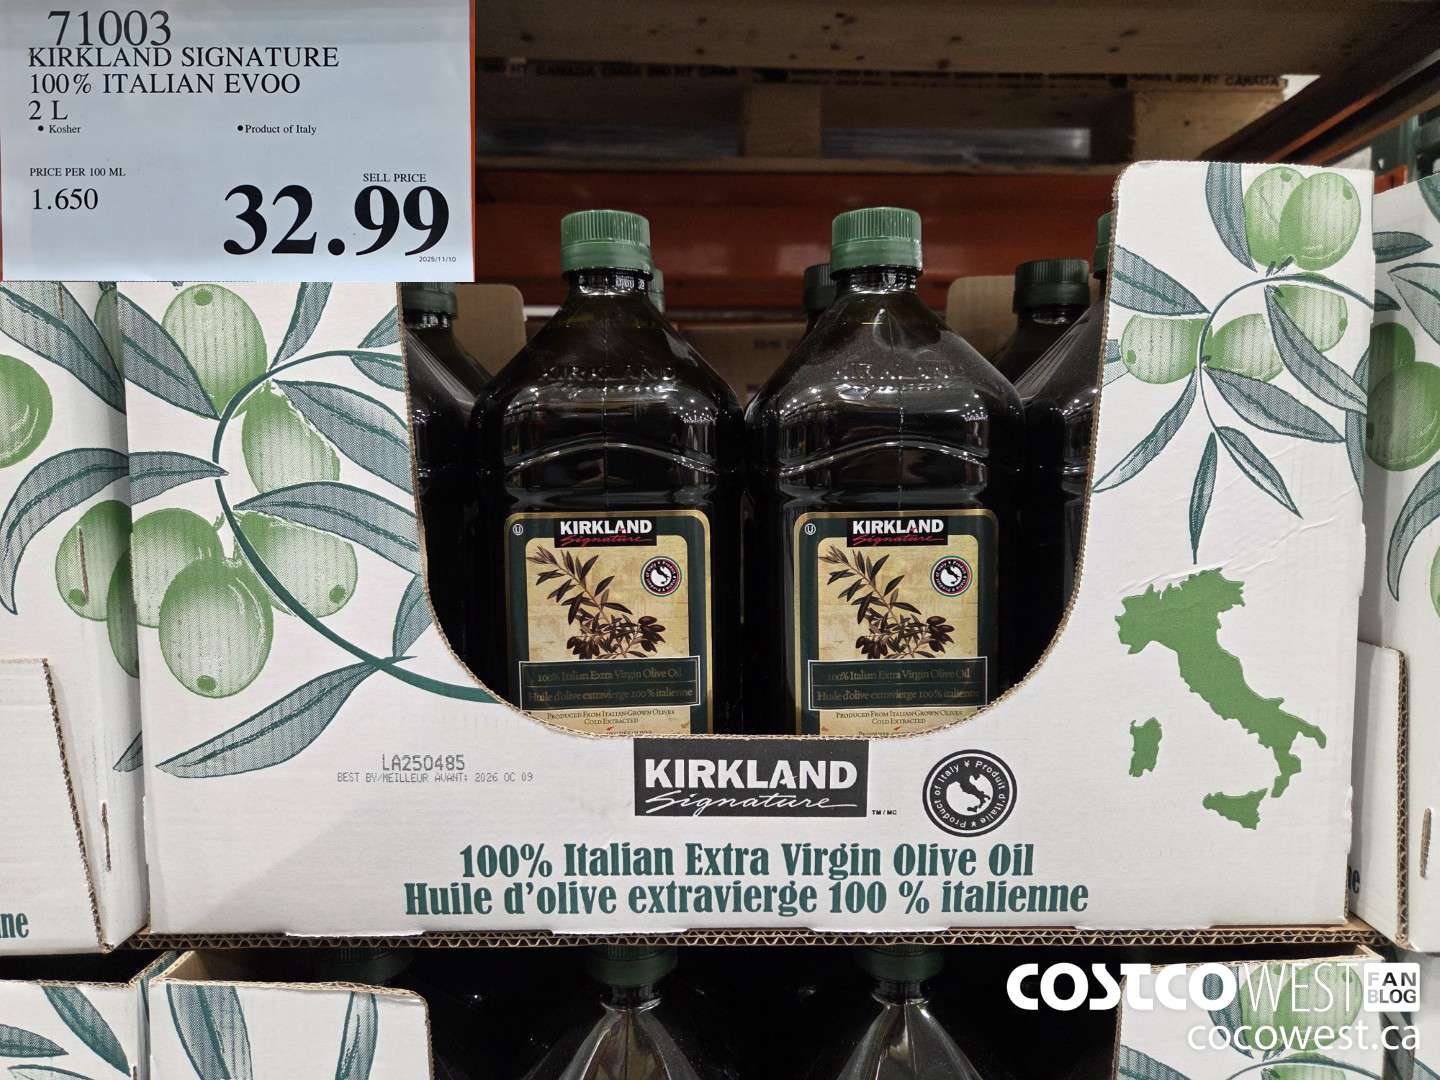 71003
KIRKLAND SIGNATURE
100% ITALIAN EVOO
2 L
• Kosher
• Product of Italy
PRICE PER 100 ML
1.650
SELL PRICE
32.99
2025/11/10
KIRKLAND
Signature
100% Italian Extra Virgin Olive Oil
Huile d'olive extravierge 100 % italienne
PRODUCED FROM ITALIAN-GROWN OLIVES
COLD EXTRACTED
KIRKLAND
Signature
100% Italian Extra Virgin Olive Oil
Huile d'olive extravierge 100 % italienne
PRODUCED FROM ITALIAN-GROWN OLIVES
COLD EXTRACTED
LA250485
BEST BY/MEILLEUR AVANT: 2026 OC 09
KIRKLAND
Signature
TM / MC
Product of Italy * Produit d'Italie *
100% Italian Extra Virgin Olive Oil
Huile d'olive extravierge 100 % italienne
ne
COSTCO WEST FAN BLOG
cocowest.ca